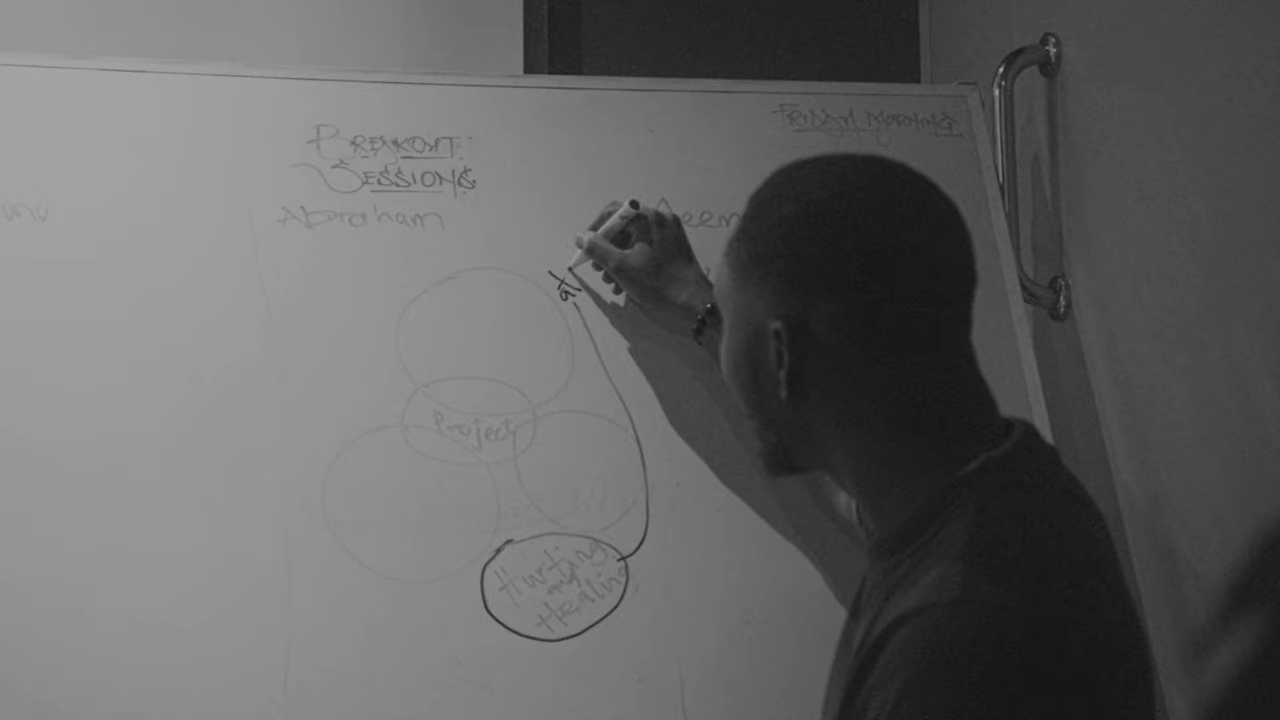 FRIDAY MORNING
BREAKOUT
SESSIONS
Abraham
Project
Hurting
and
Healing